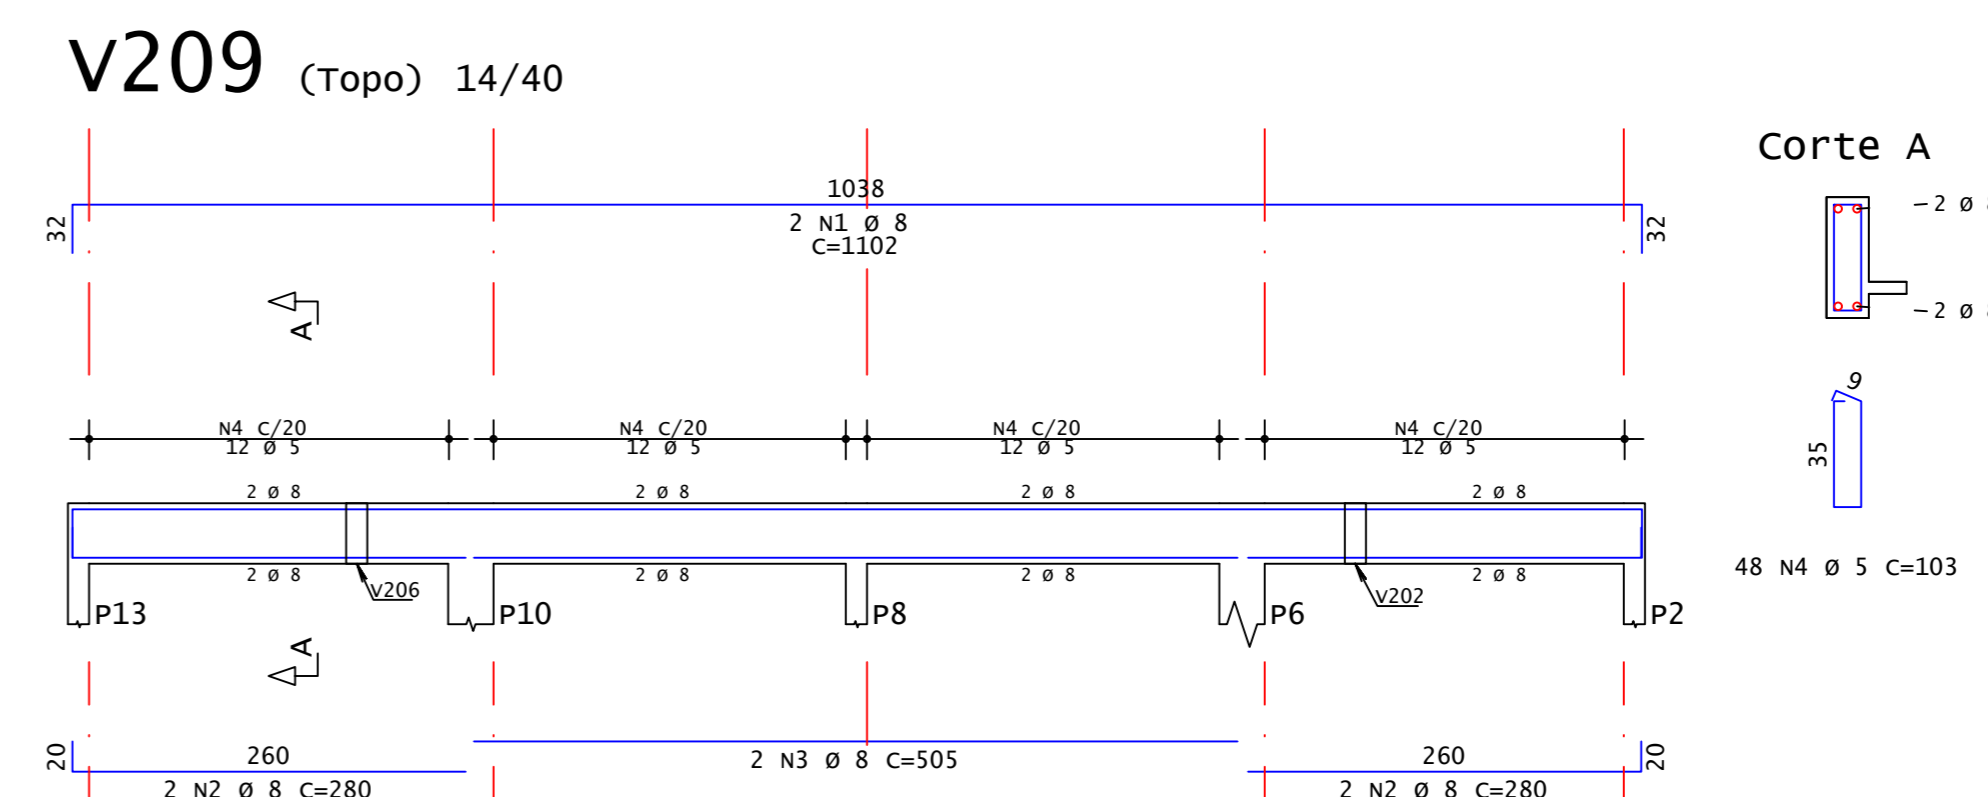 V209 (Topo) 14/40
Corte A
1038
2 N1 Ø 8
C=1102
32
32
2 Ø
2 Ø
A
9
35
48 N4 Ø 5 C=103
N4 C/20
12 Ø 5
N4 C/20
12 Ø 5
N4 C/20
12 Ø 5
N4 C/20
12 Ø 5
2 Ø 8
2 Ø 8
2 Ø 8
2 Ø 8
2 Ø 8
2 Ø 8
2 Ø 8
2 Ø 8
V206
V202
P13
P10
P8
P6
P2
A
20
260
2 N2 Ø 8 C=280
2 N3 Ø 8 C=505
260
20
2 N2 Ø 8 C=280